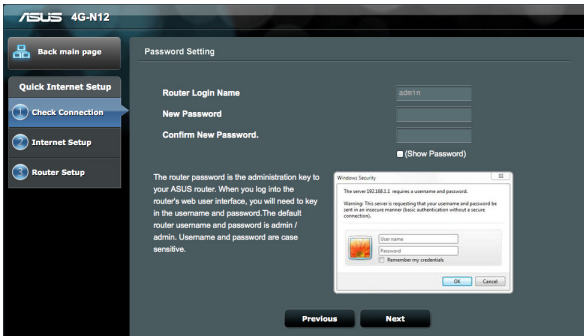 ASUS 4G-N12
Back main page
Quick Internet Setup
1 Check Connection
2 Internet Setup
3 Router Setup
Password Setting
Router Login Name admin
New Password
Confirm New Password.
(Show Password)
The router password is the administration key to
your ASUS router. When you log into the
router's web user interface, you will need to key
in the username and password.The default
router username and password is admin /
admin. Username and password are case
sensitive.
Windows Security
The server 192.168.1.1 requires a username and password.
Warning: This server is requesting that your username and password be
sent in an insecure manner (basic authentication without a secure
connection).
User name
Password
Remember my credentials
OK Cancel
Previous Next